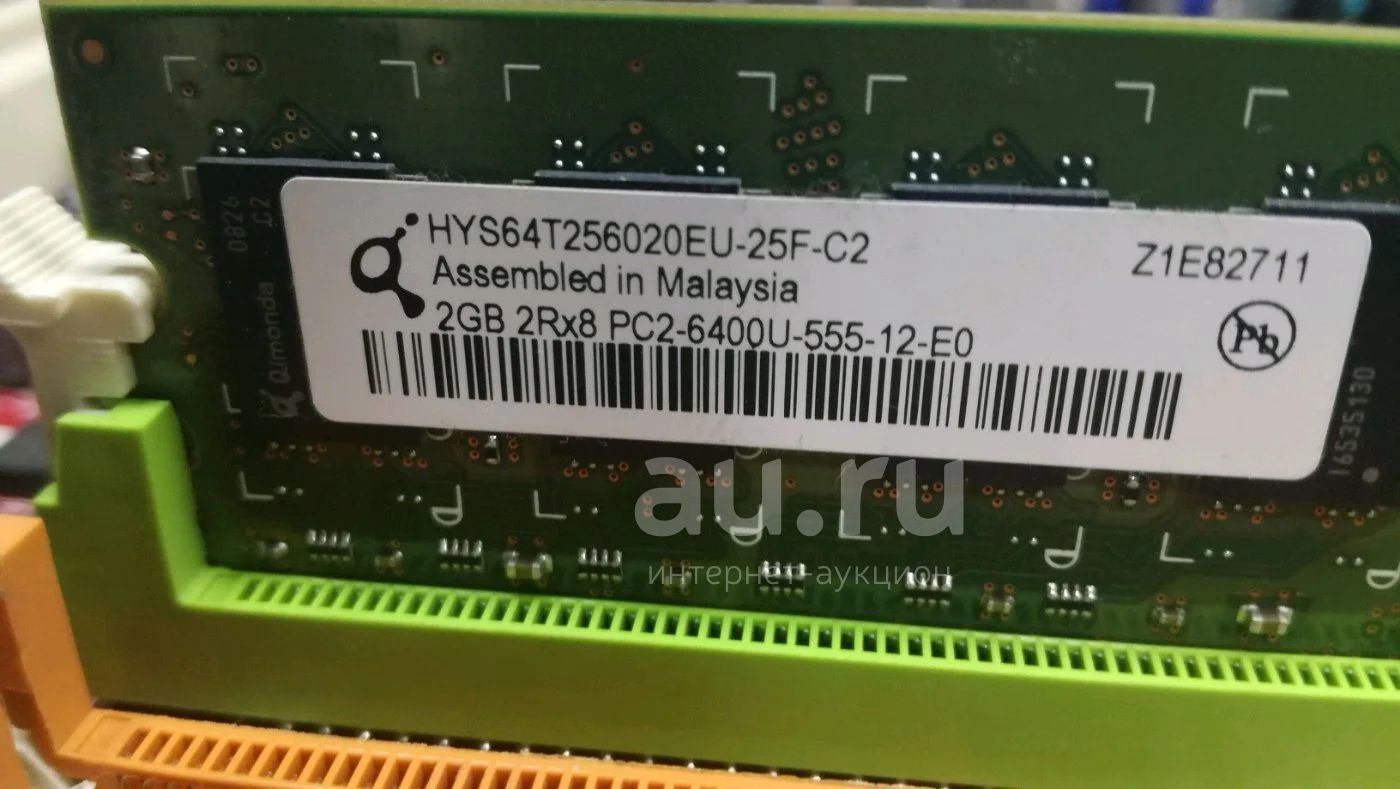 HYS64T256020EU-25F-C2
Assembled in Malaysia
2GB 2Rx8 PC2-6400U-555-12-E0
Z1E82711
Pb
0826
C2
Qimonda
16535130
au.ru
интернет-аукцион